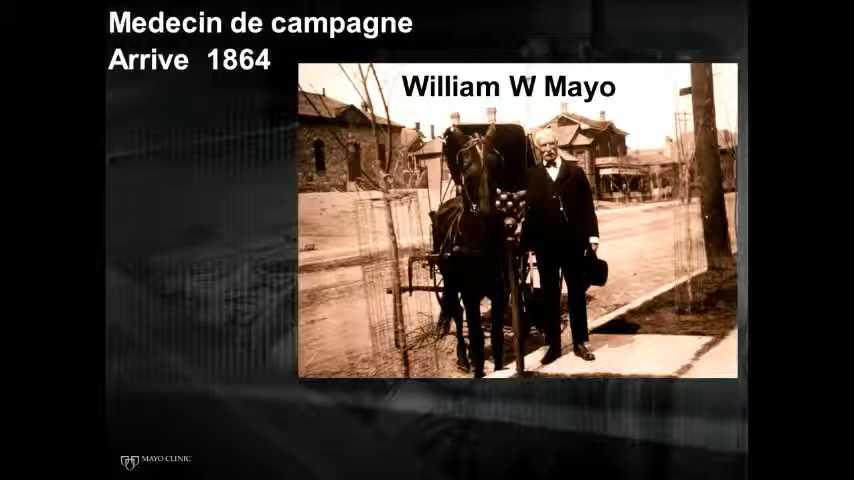 Medecin de campagne
Arrive 1864
William W Mayo
MAYO CLINIC